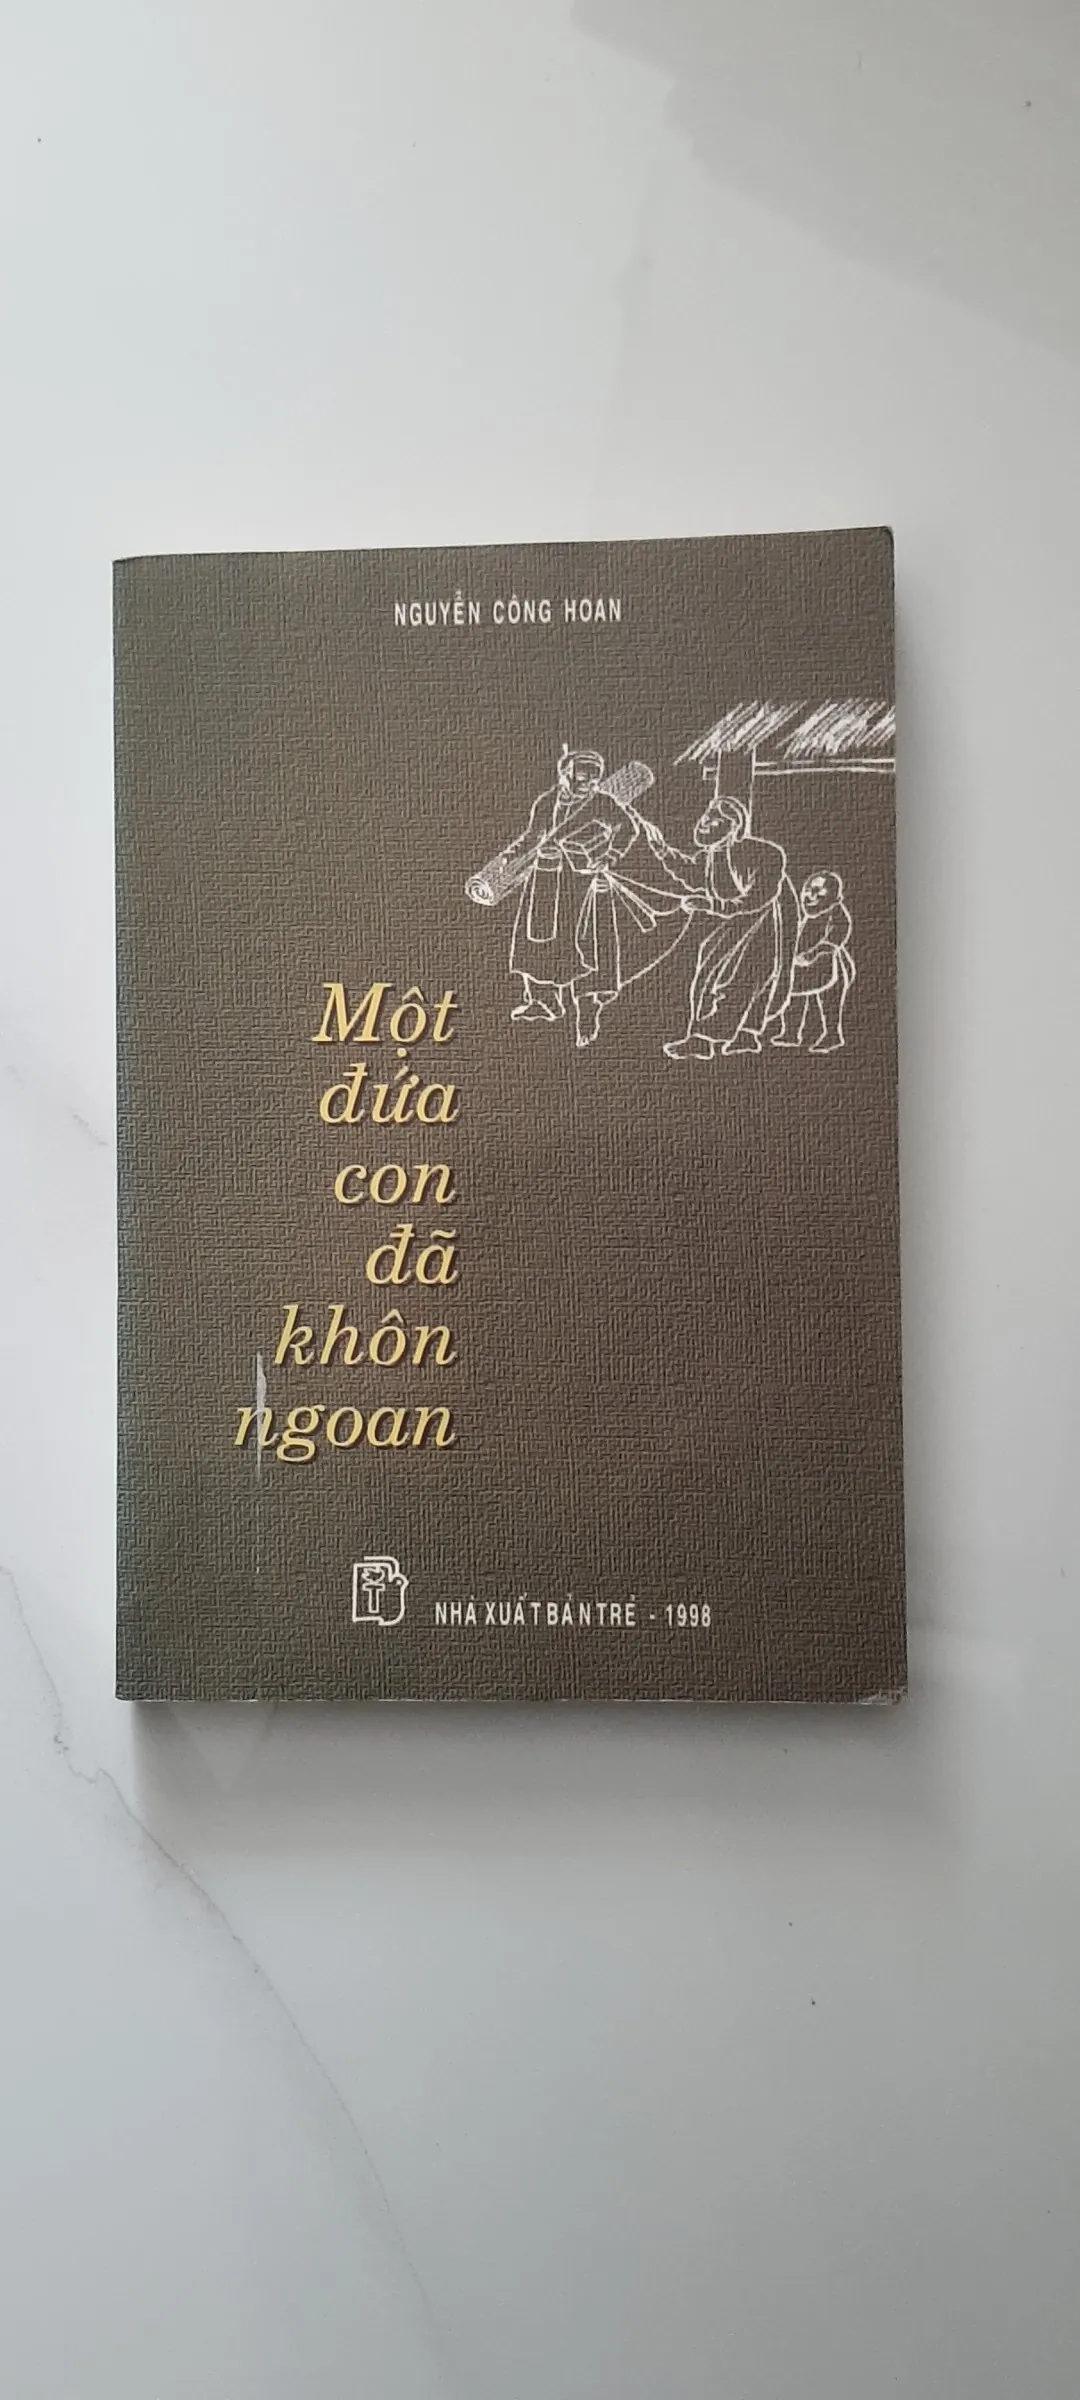 NGUYỄN CÔNG HOAN
Một
đứa
con
đã
khôn
ngoan
NHÀ XUẤT BẢN TRẺ - 1998